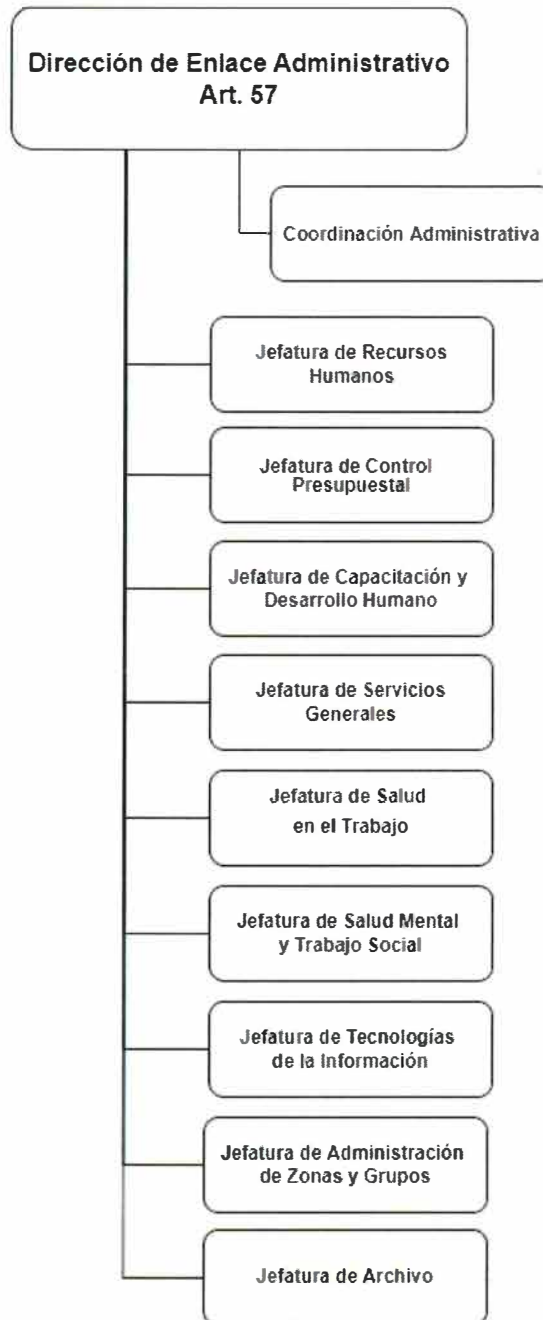 Dirección de Enlace Administrativo
Art. 57
Coordinación Administrativa
Jefatura de Recursos
Humanos
Jefatura de Control
Presupuestal
Jefatura de Capacitación y
Desarrollo Humano
Jefatura de Servicios
Generales
Jefatura de Salud
en el Trabajo
Jefatura de Salud Mental
y Trabajo Social
Jefatura de Tecnologías
de la Información
Jefatura de Administración
de Zonas y Grupos
Jefatura de Archivo